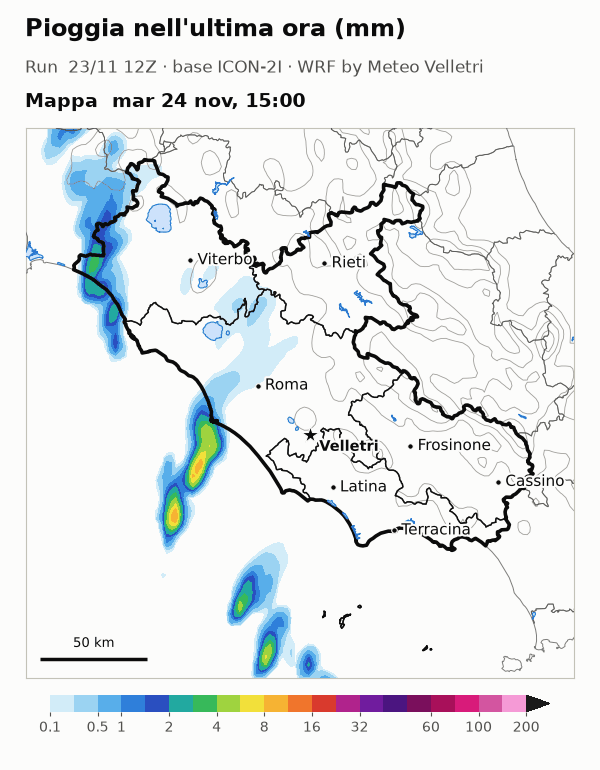 Pioggia nell'ultima ora (mm)
Run  23/11 12Z · base ICON-2I · WRF by Meteo Velletri
Mappa  mar 24 nov, 15:00
Viterbo
Rieti
Roma
Velletri
Frosinone
Cassino
Latina
Terracina
50 km
0.1 0.5 1 2 4 8 16 32 60 100 200